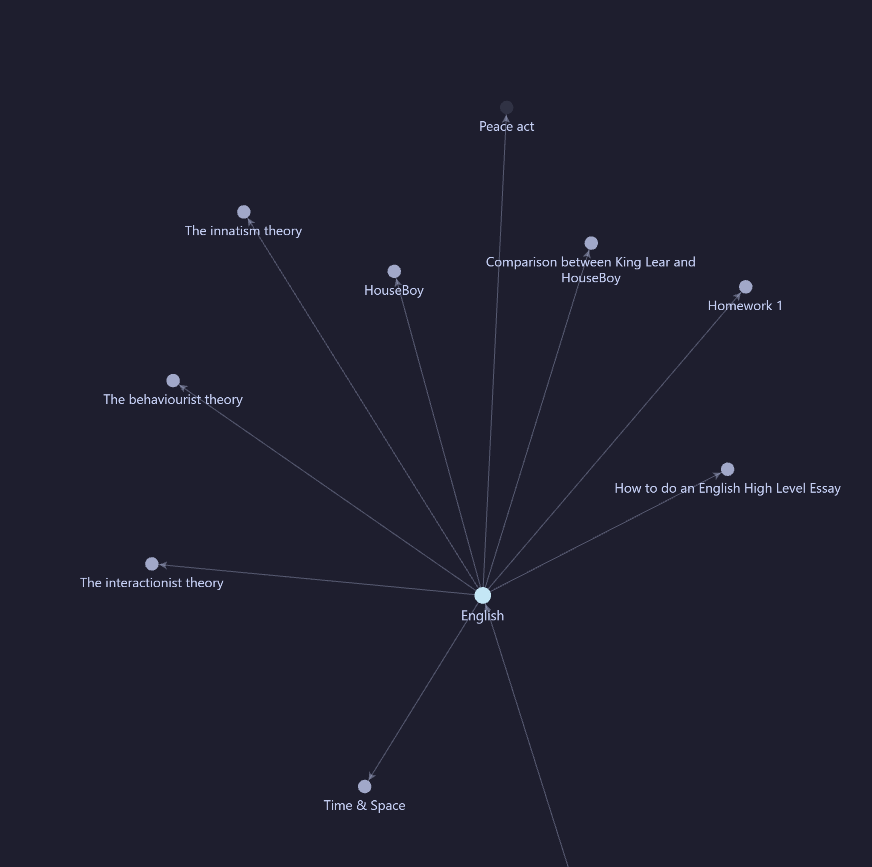 Peace act
The innatism theory
Comparison between King Lear and
HouseBoy
HouseBoy
Homework 1
The behaviourist theory
How to do an English High Level Essay
The interactionist theory
English
Time & Space